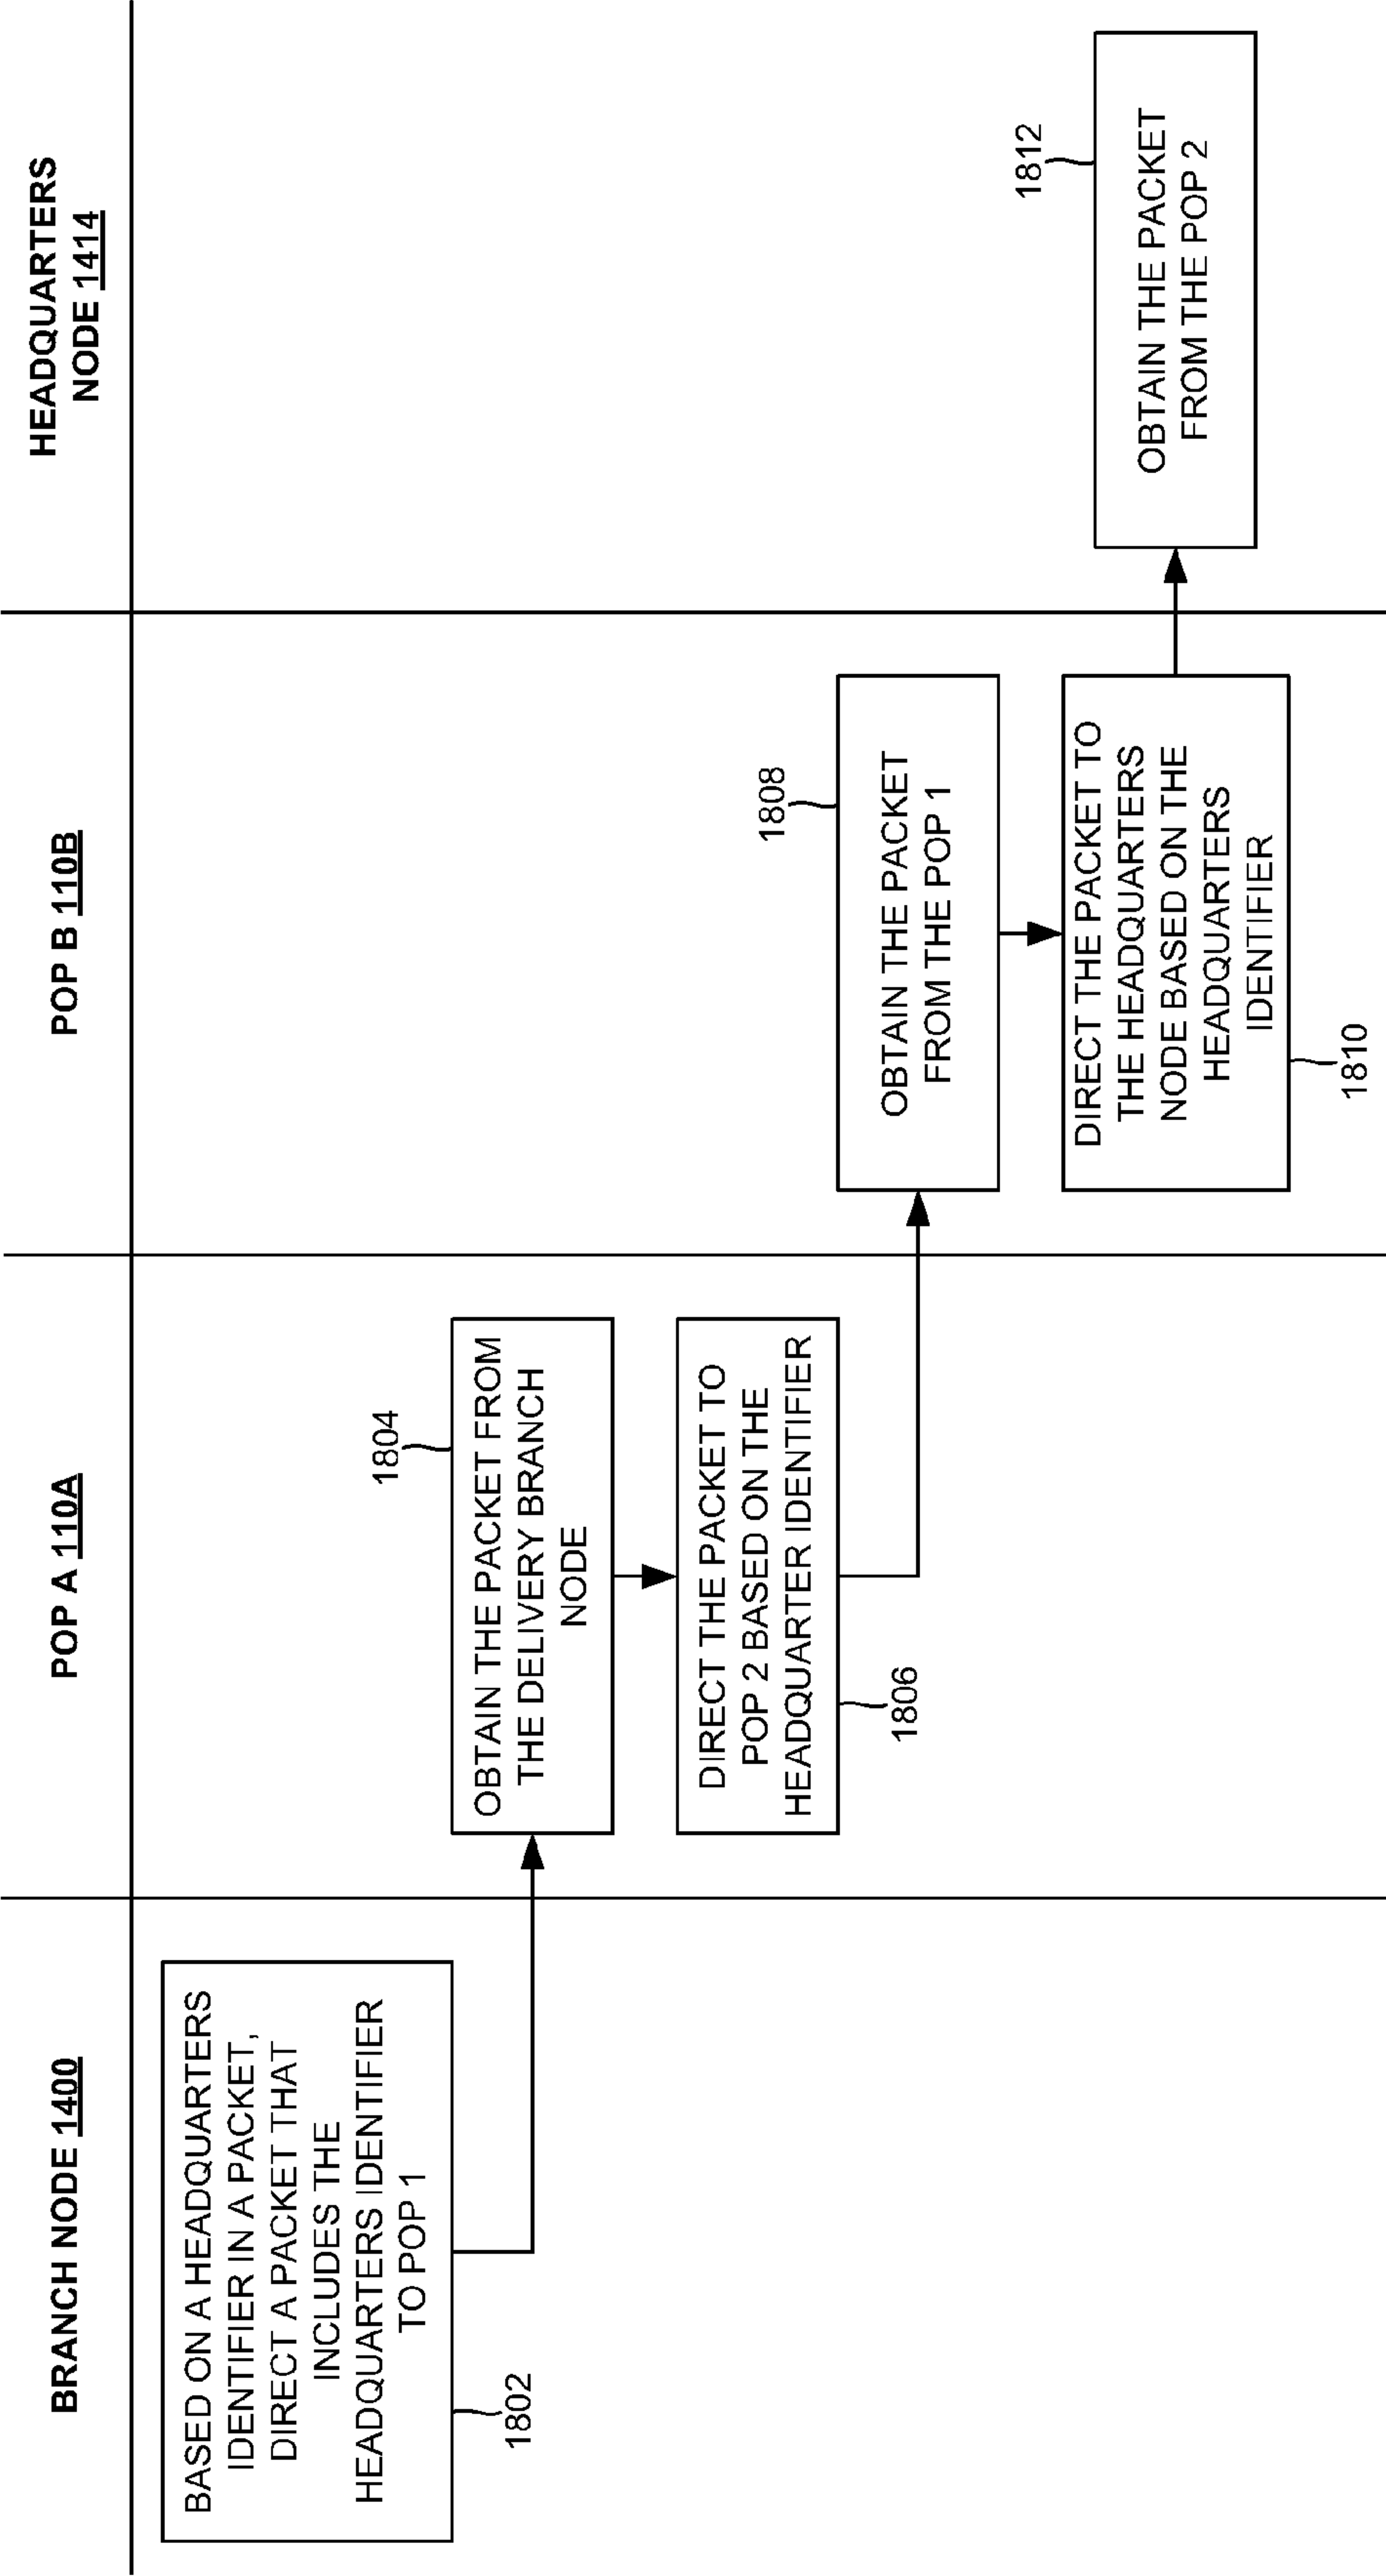 BRANCH NODE 1400
POP A 110A
POP B 110B
HEADQUARTERS
NODE 1414
BASED ON A HEADQUARTERS
IDENTIFIER IN A PACKET,
DIRECT A PACKET THAT
INCLUDES THE
HEADQUARTERS IDENTIFIER
TO POP 1
1802
1804
OBTAIN THE PACKET FROM
THE DELIVERY BRANCH
NODE
DIRECT THE PACKET TO
POP 2 BASED ON THE
HEADQUARTER IDENTIFIER
1806
1808
OBTAIN THE PACKET
FROM THE POP 1
DIRECT THE PACKET TO
THE HEADQUARTERS
NODE BASED ON THE
HEADQUARTERS
IDENTIFIER
1810
1812
OBTAIN THE PACKET
FROM THE POP 2